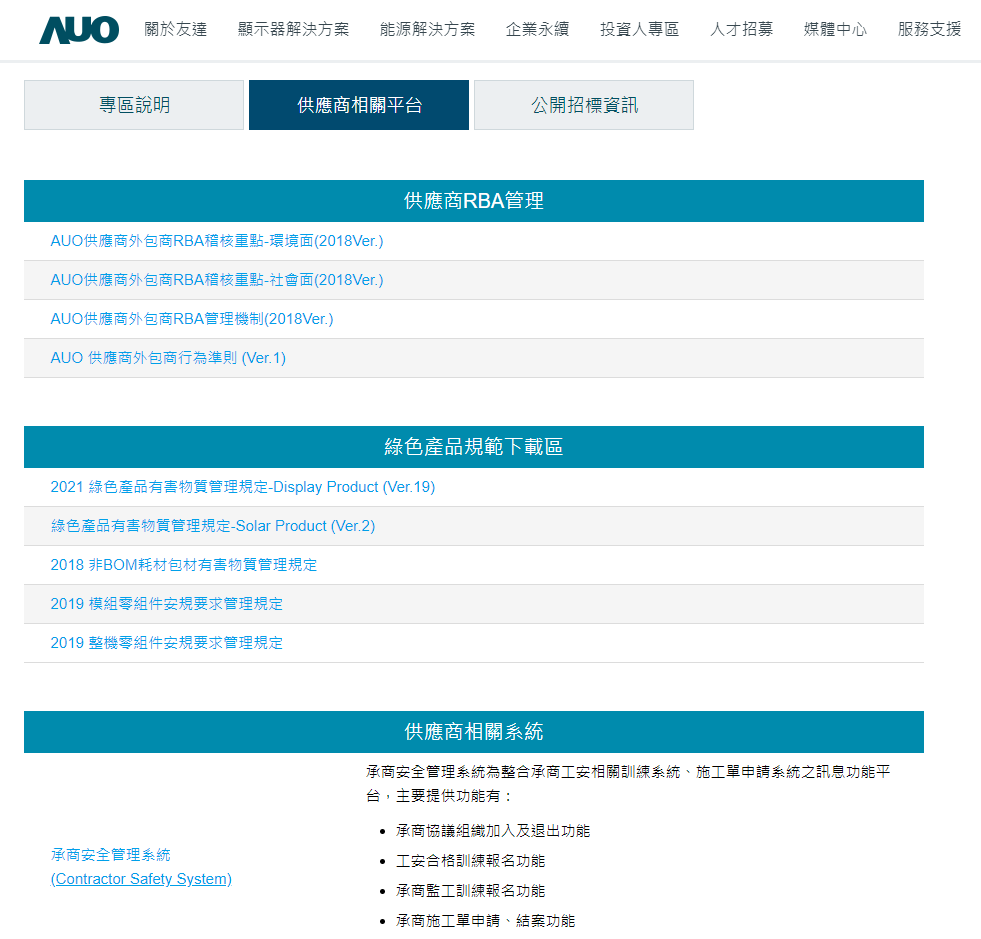 AUO 關於友達 顯示器解決方案 能源解決方案 企業永續 投資人專區 人才招募 媒體中心 服務支援
專區說明 供應商相關平台 公開招標資訊
供應商RBA管理
AUO供應商外包商RBA稽核重點-環境面(2018Ver.)
AUO供應商外包商RBA稽核重點-社會面(2018Ver.)
AUO供應商外包商RBA管理機制(2018Ver.)
AUO 供應商外包商行為準則 (Ver.1)
綠色產品規範下載區
2021 綠色產品有害物質管理規定-Display Product (Ver.19)
綠色產品有害物質管理規定-Solar Product (Ver.2)
2018 非BOM耗材包材有害物質管理規定
2019 模組零組件安規要求管理規定
2019 整機零組件安規要求管理規定
供應商相關系統
承商安全管理系統
(Contractor Safety System)
承商安全管理系統為整合承商工安相關訓練系統、施工單申請系統之訊息功能平
台，主要提供功能有：
• 承商協議組織加入及退出功能
• 工安合格訓練報名功能
• 承商監工訓練報名功能
• 承商施工單申請、結案功能